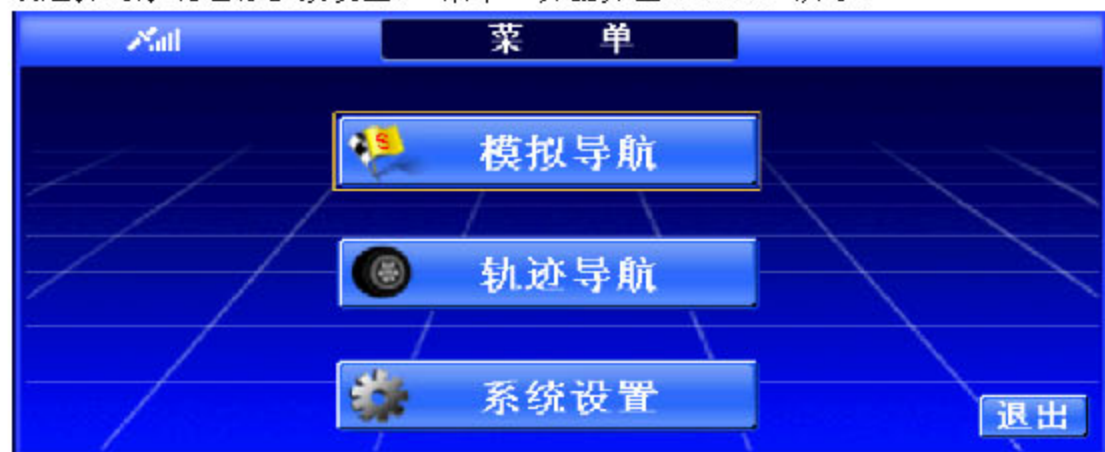 菜 单
模拟导航
轨迹导航
系统设置
退出